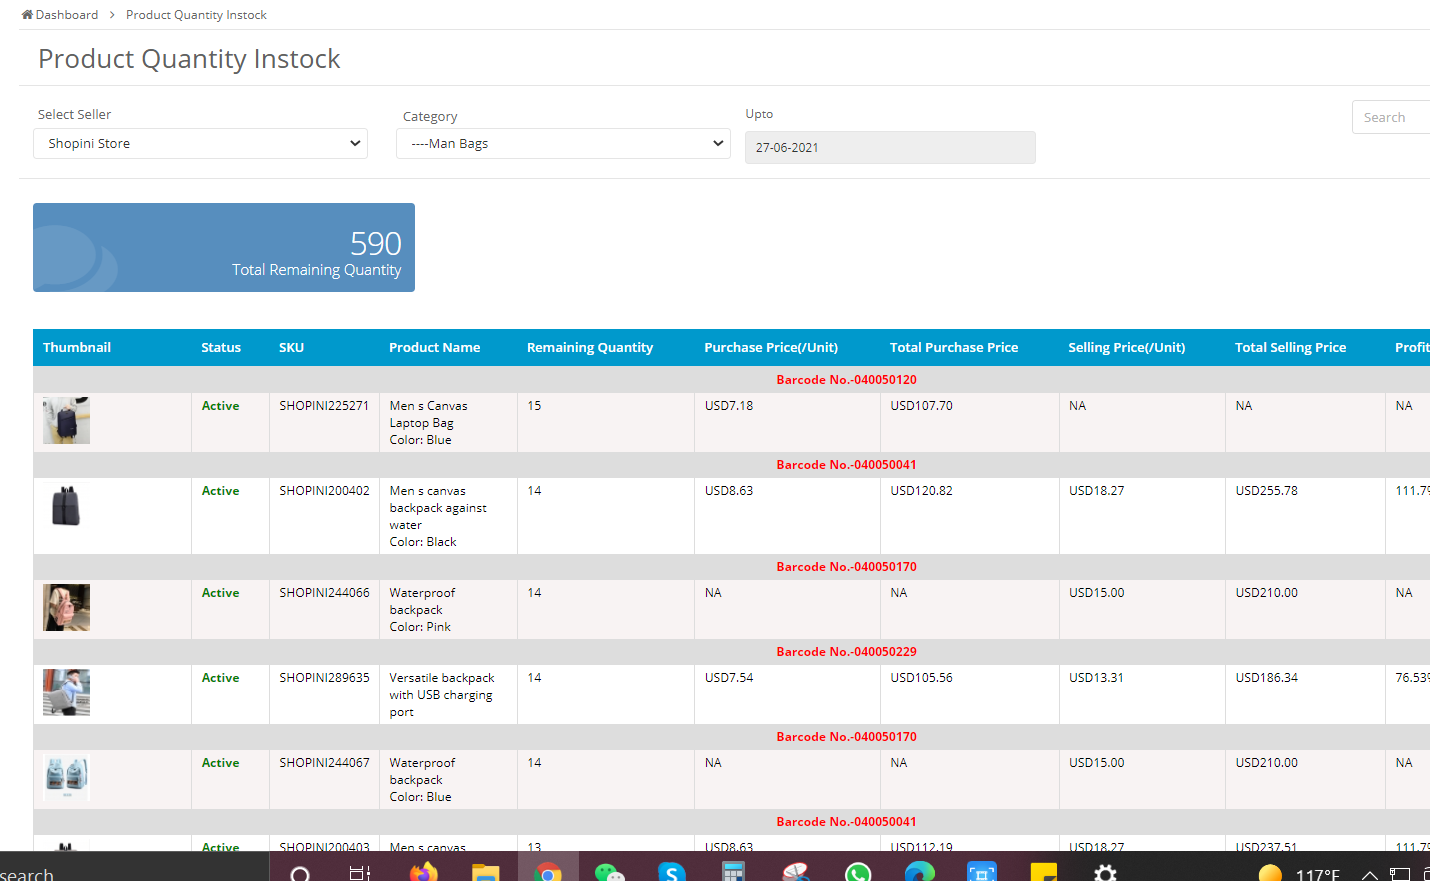 Dashboard > Product Quantity Instock
Product Quantity Instock
Select Seller
Category
Upto
Shopini Store
----Man Bags
27-06-2021
Search
590
Total Remaining Quantity
Thumbnail Status SKU Product Name Remaining Quantity Purchase Price(/Unit) Total Purchase Price Selling Price(/Unit) Total Selling Price Profit
Barcode No.-040050120
Active SHOPINI225271 Men s Canvas 15 USD7.18 USD107.70 NA NA NA
Laptop Bag
Color: Blue
Barcode No.-040050041
Active SHOPINI200402 Men s canvas 14 USD8.63 USD120.82 USD18.27 USD255.78 111.7
backpack against
water
Color: Black
Barcode No.-040050170
Active SHOPINI244066 Waterproof 14 NA NA USD15.00 USD210.00 NA
backpack
Color: Pink
Barcode No.-040050229
Active SHOPINI289635 Versatile backpack 14 USD7.54 USD105.56 USD13.31 USD186.34 76.53
with USB charging
port
Barcode No.-040050170
Active SHOPINI244067 Waterproof 14 NA NA USD15.00 USD210.00 NA
backpack
Color: Blue
Barcode No.-040050041
Active SHOPINI200403 Men s canvas 13 USD8.63 USD112.19 USD18.27 USD237.51 111.7
search
117°F